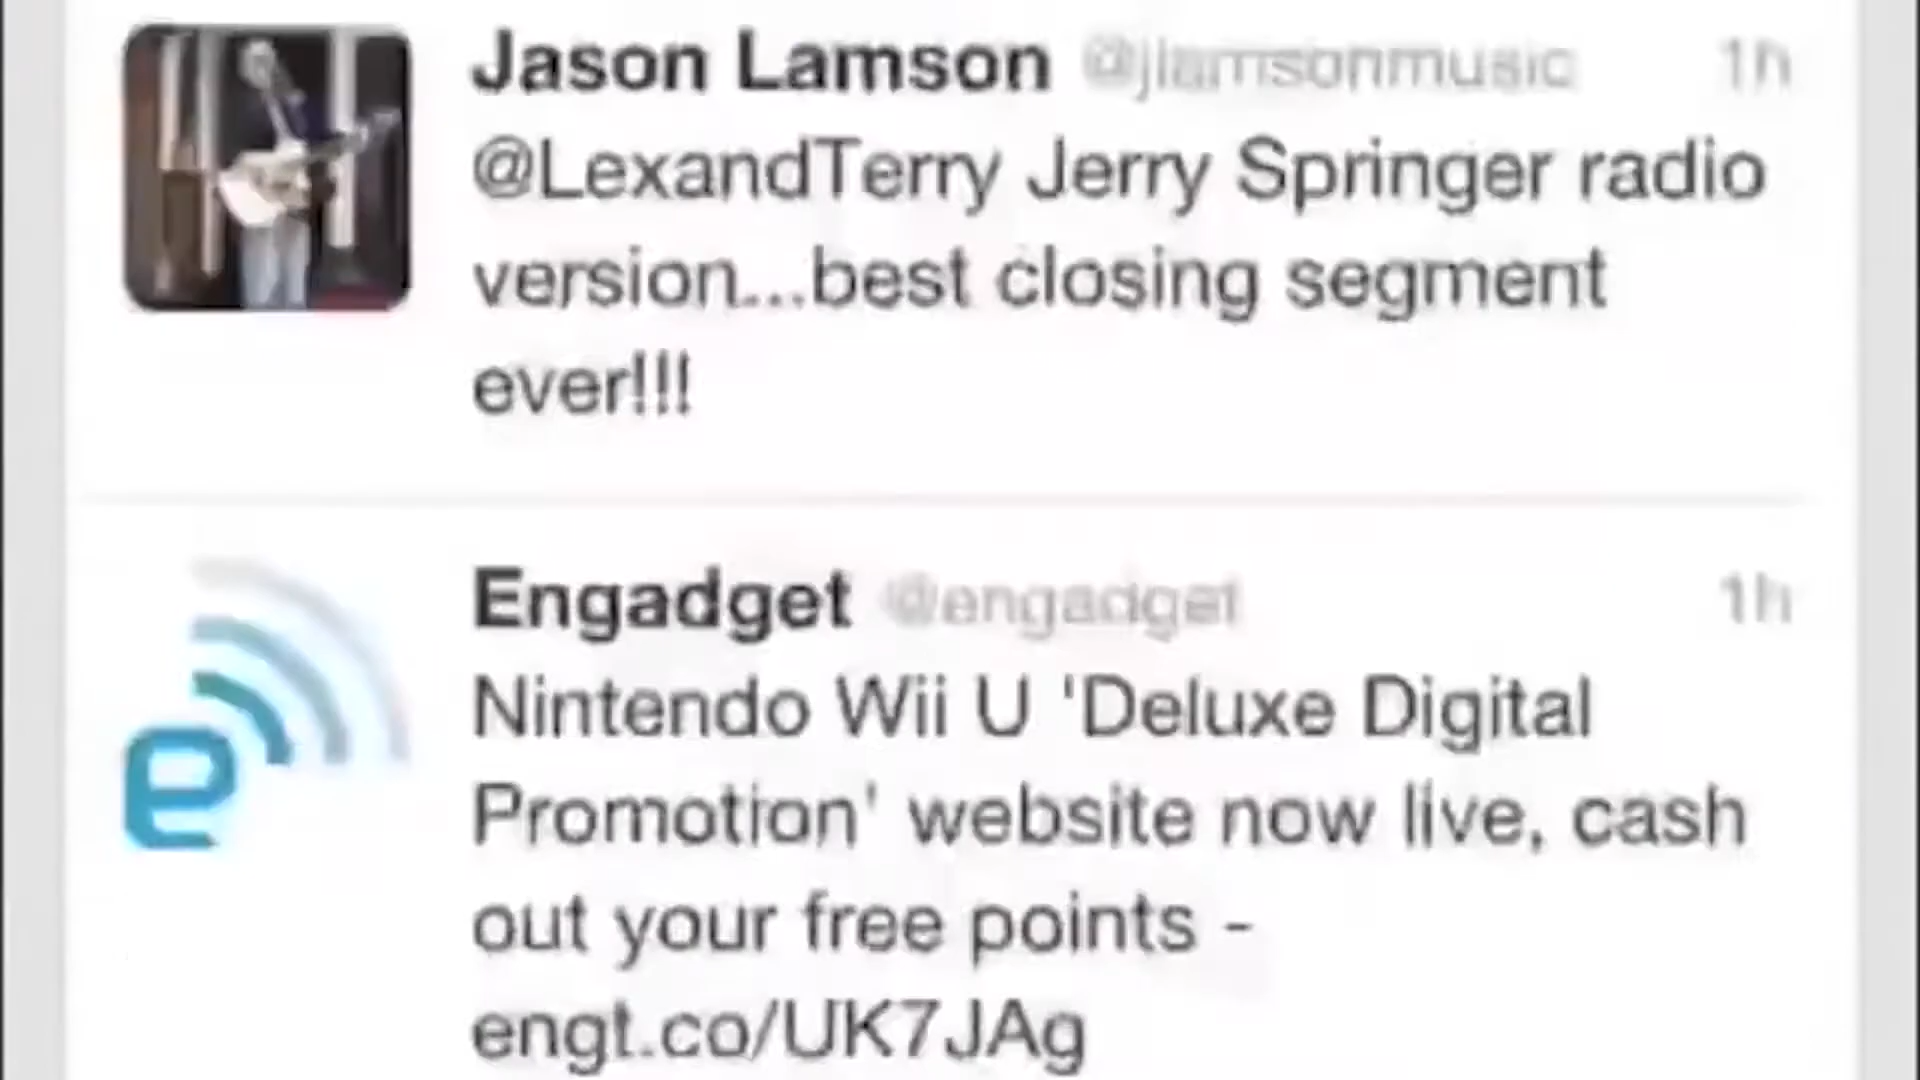 Jason Lamson @jlamsonmusic 1h
@LexandTerry Jerry Springer radio
version...best closing segment
ever!!!
Engadget @engadget 1h
Nintendo Wii U 'Deluxe Digital
Promotion' website now live, cash
out your free points -
engt.co/UK7JAg